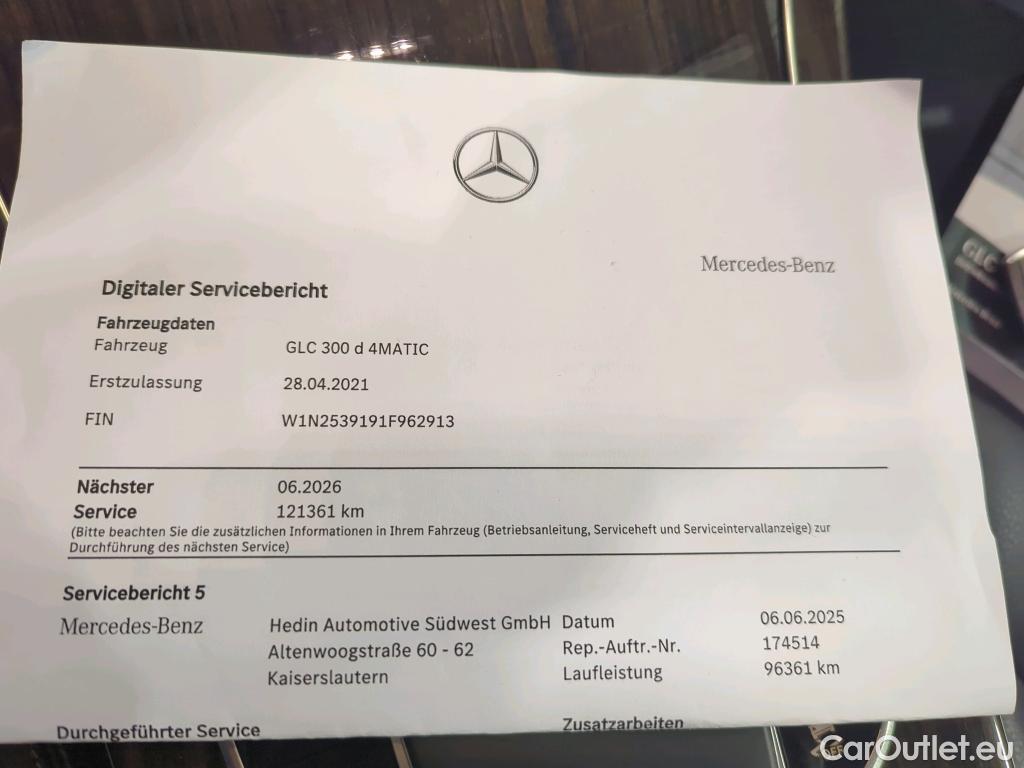 Mercedes-Benz
Digitaler Servicebericht
Fahrzeugdaten
Fahrzeug GLC 300 d 4MATIC
Erstzulassung 28.04.2021
FIN W1N2539191F962913
Nächster 06.2026
Service 121361 km
(Bitte beachten Sie die zusätzlichen Informationen in Ihrem Fahrzeug (Betriebsanleitung, Serviceheft und Serviceintervallanzeige) zur
Durchführung des nächsten Service)
Servicebericht 5
Mercedes-Benz Hedin Automotive Südwest GmbH Datum 06.06.2025
Altenwoogstraße 60 - 62 Rep.-Auftr.-Nr. 174514
Kaiserslautern Laufleistung 96361 km
Durchgeführter Service Zusatzarbeiten
GLC
CarOutlet.eu